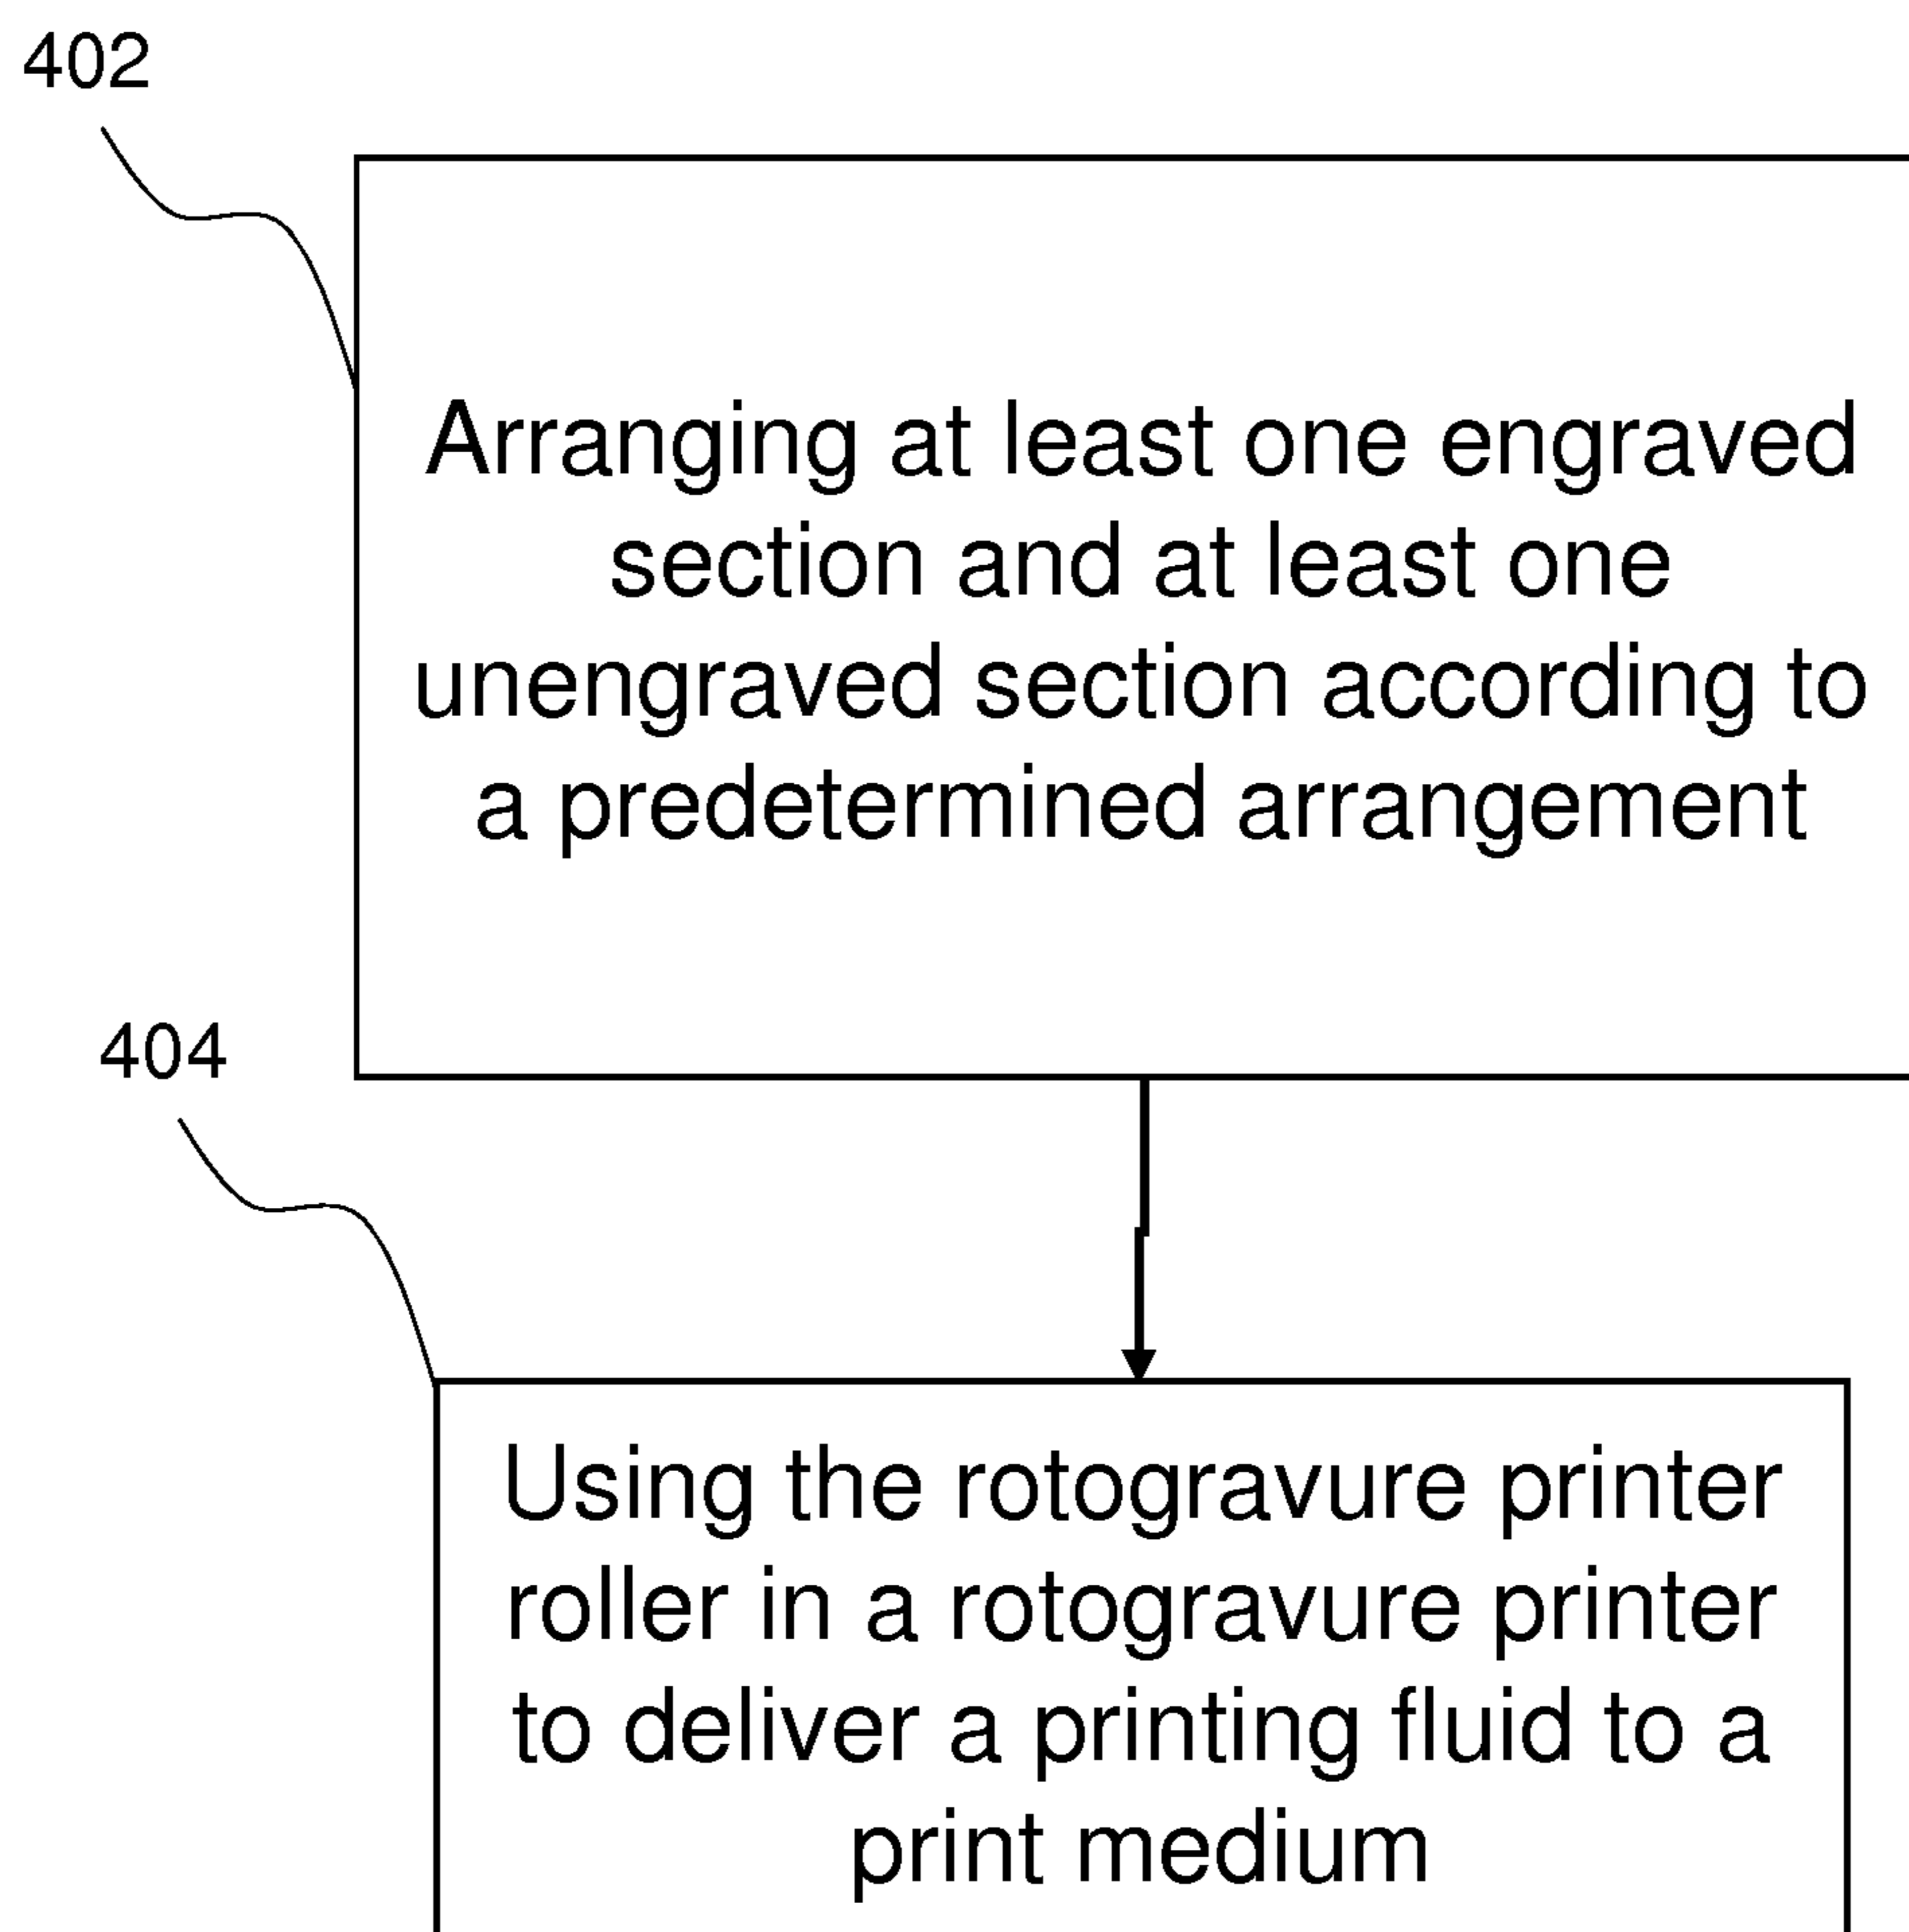 402
Arranging at least one engraved
section and at least one
unengraved section according to
a predetermined arrangement
404
Using the rotogravure printer
roller in a rotogravure printer
to deliver a printing fluid to a
print medium